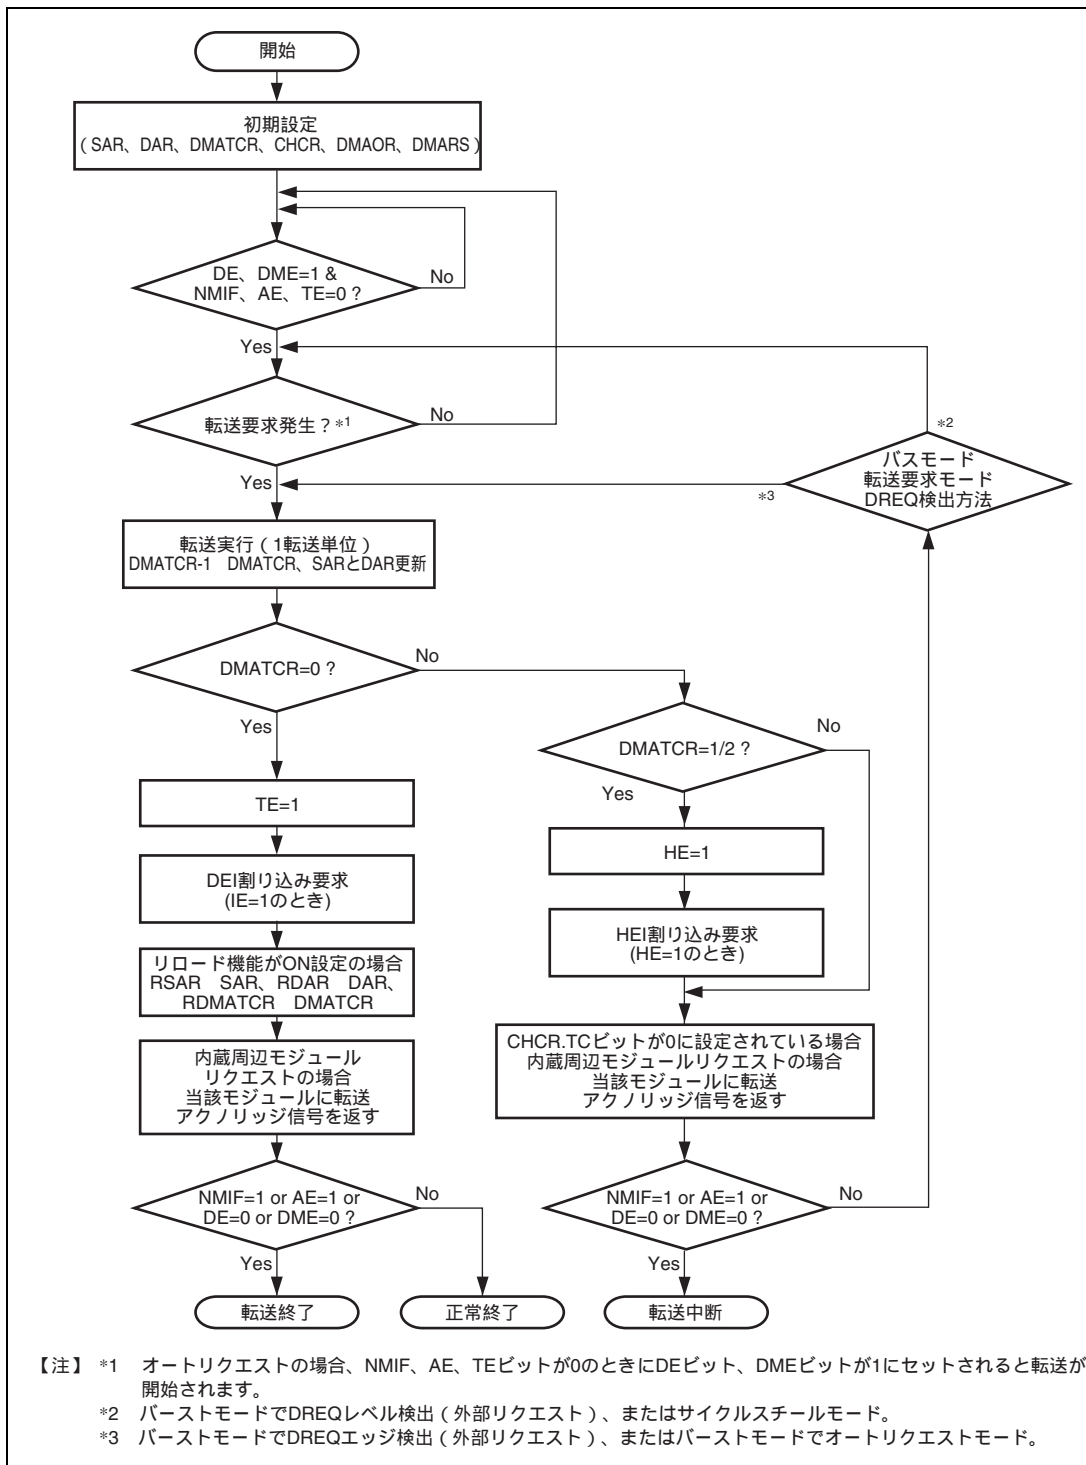 開始
初期設定
（SAR、DAR、DMATCR、CHCR、DMAOR、DMARS）
DE、DME=1 &
NMIF、AE、TE=0 ?
No
Yes
転送要求発生？*1
No
Yes
*2
バスモード
転送要求モード
DREQ検出方法
*3
転送実行（1転送単位）
DMATCR-1　DMATCR、SARとDAR更新
DMATCR=0 ?
No
Yes
DMATCR=1/2 ?
No
Yes
TE=1
HE=1
DEI割り込み要求
(IE=1のとき)
HEI割り込み要求
(HE=1のとき)
リロード機能がON設定の場合
RSAR　SAR、RDAR　DAR、
RDMATCR　DMATCR
内蔵周辺モジュール
リクエストの場合
当該モジュールに転送
アクノリッジ信号を返す
CHCR.TCビットが0に設定されている場合
内蔵周辺モジュールリクエストの場合
当該モジュールに転送
アクノリッジ信号を返す
NMIF=1 or AE=1 or
DE=0 or DME=0 ?
No
Yes
NMIF=1 or AE=1 or
DE=0 or DME=0 ?
No
Yes
転送終了
正常終了
転送中断
【注】 *1　オートリクエストの場合、NMIF、AE、TEビットが0のときにDEビット、DMEビットが1にセットされると転送が
開始されます。
*2　バーストモードでDREQレベル検出（外部リクエスト）、またはサイクルスチールモード。
*3　バーストモードでDREQエッジ検出（外部リクエスト）、またはバーストモードでオートリクエストモード。